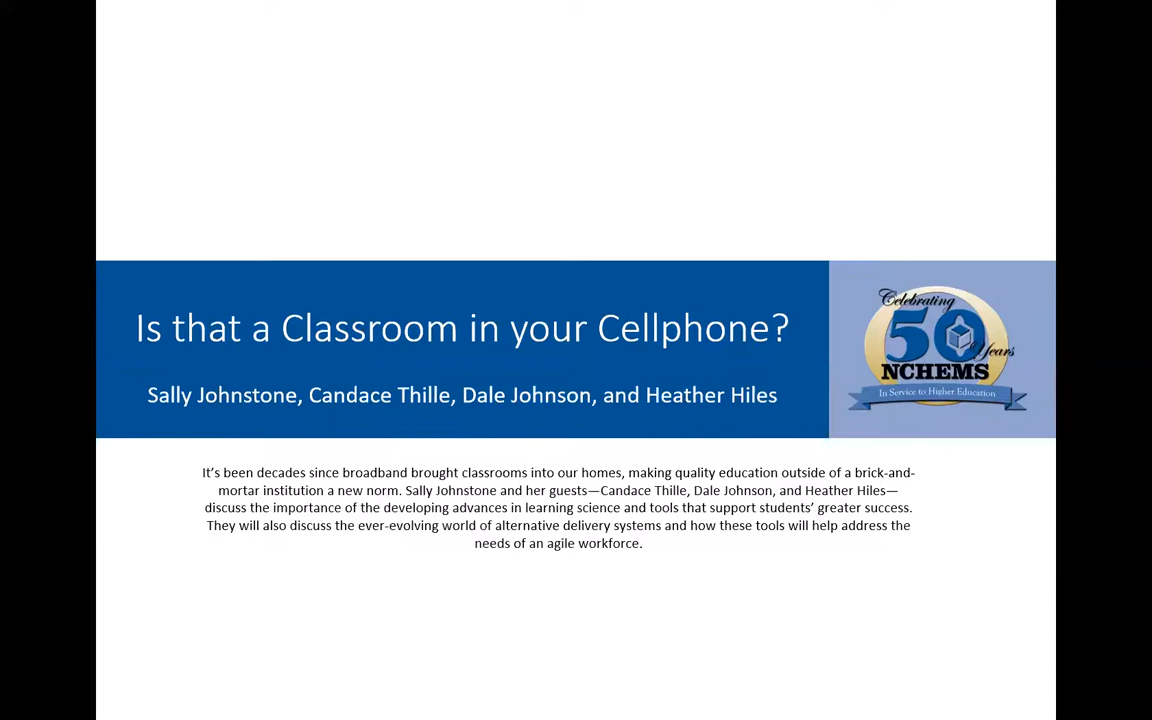 Is that a Classroom in your Cellphone?
Sally Johnstone, Candace Thille, Dale Johnson, and Heather Hiles
Celebrating
50 Years
NCHEMS
In Service to Higher Education
It’s been decades since broadband brought classrooms into our homes, making quality education outside of a brick-and-
mortar institution a new norm. Sally Johnstone and her guests—Candace Thille, Dale Johnson, and Heather Hiles—
discuss the importance of the developing advances in learning science and tools that support students’ greater success.
They will also discuss the ever-evolving world of alternative delivery systems and how these tools will help address the
needs of an agile workforce.